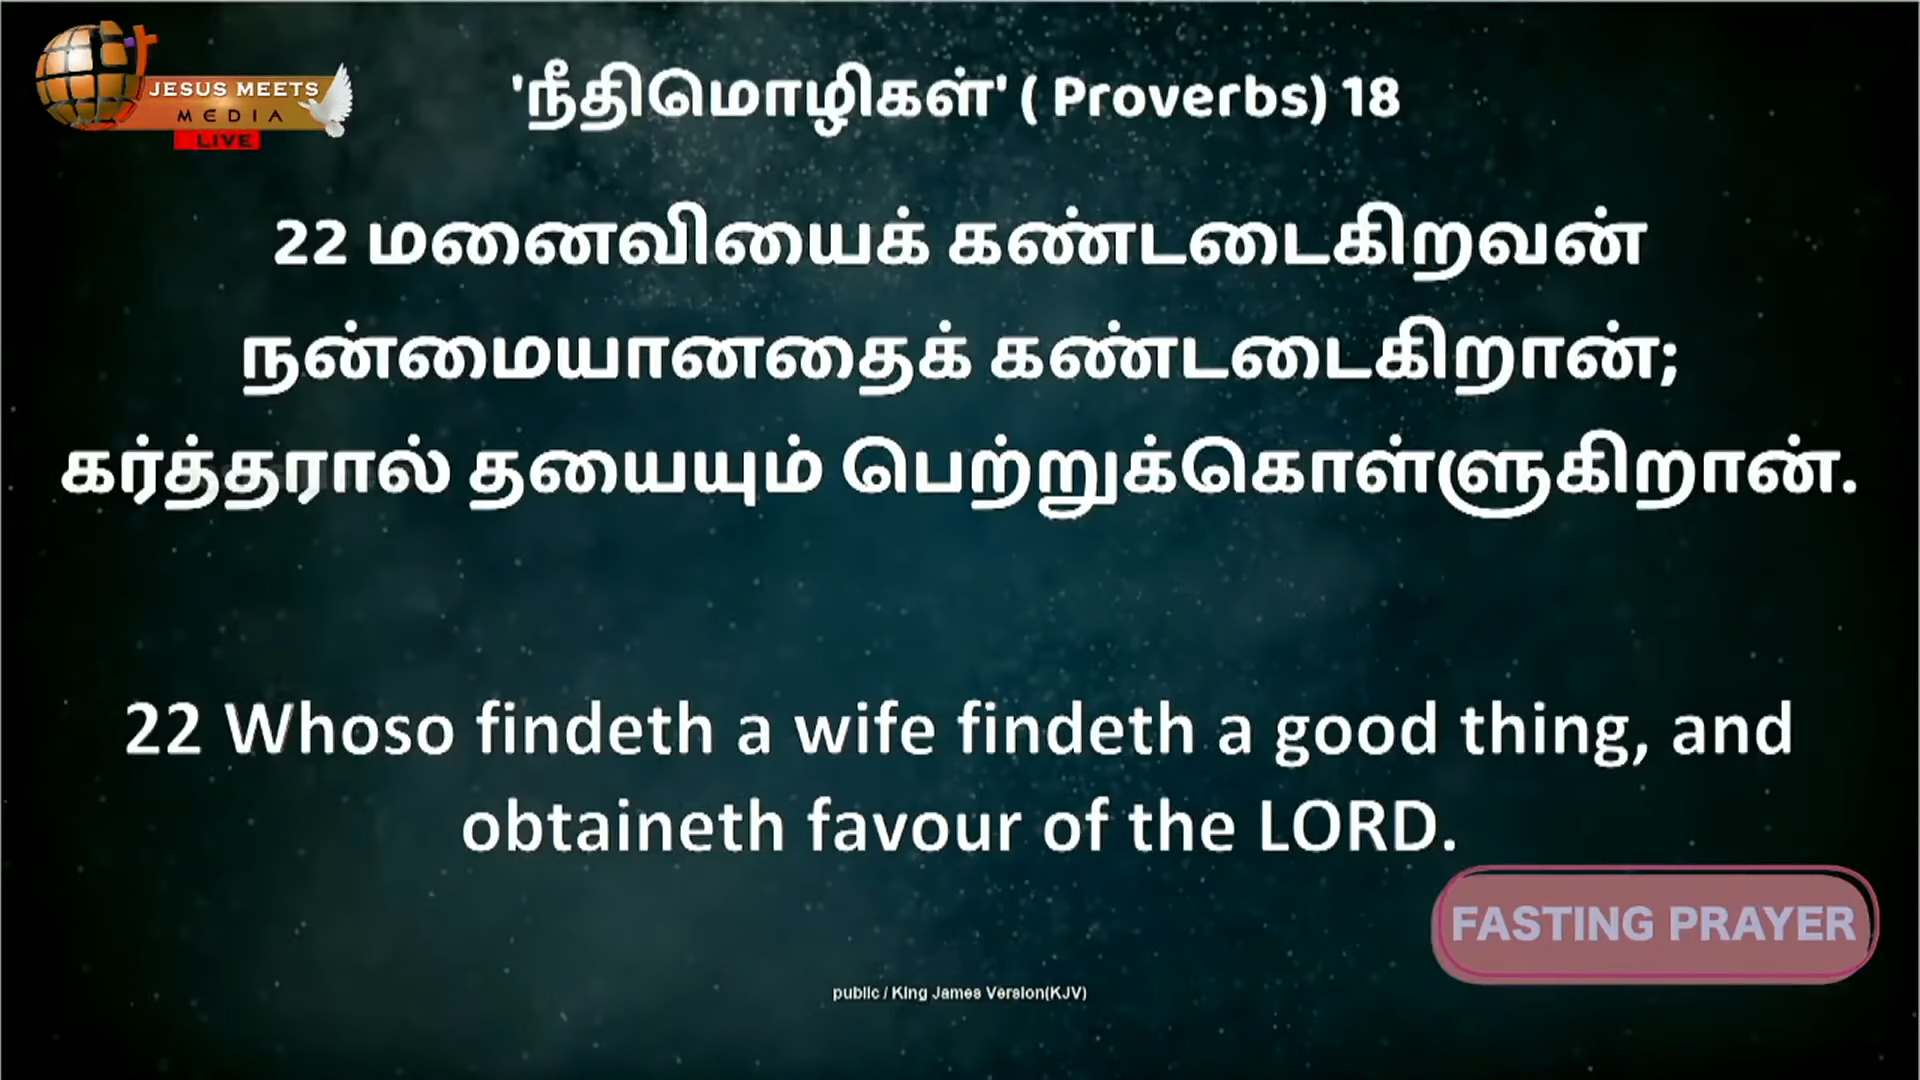 JESUS MEETS
MEDIA
LIVE
'நீதிமொழிகள்' ( Proverbs) 18
22 மனைவியைக் கண்டடைகிறவன்
நன்மையானதைக் கண்டடைகிறான்;
கர்த்தரால் தயையும் பெற்றுக்கொள்ளுகிறான்.
22 Whoso findeth a wife findeth a good thing, and
obtaineth favour of the LORD.
FASTING PRAYER
public / King James Version(KJV)